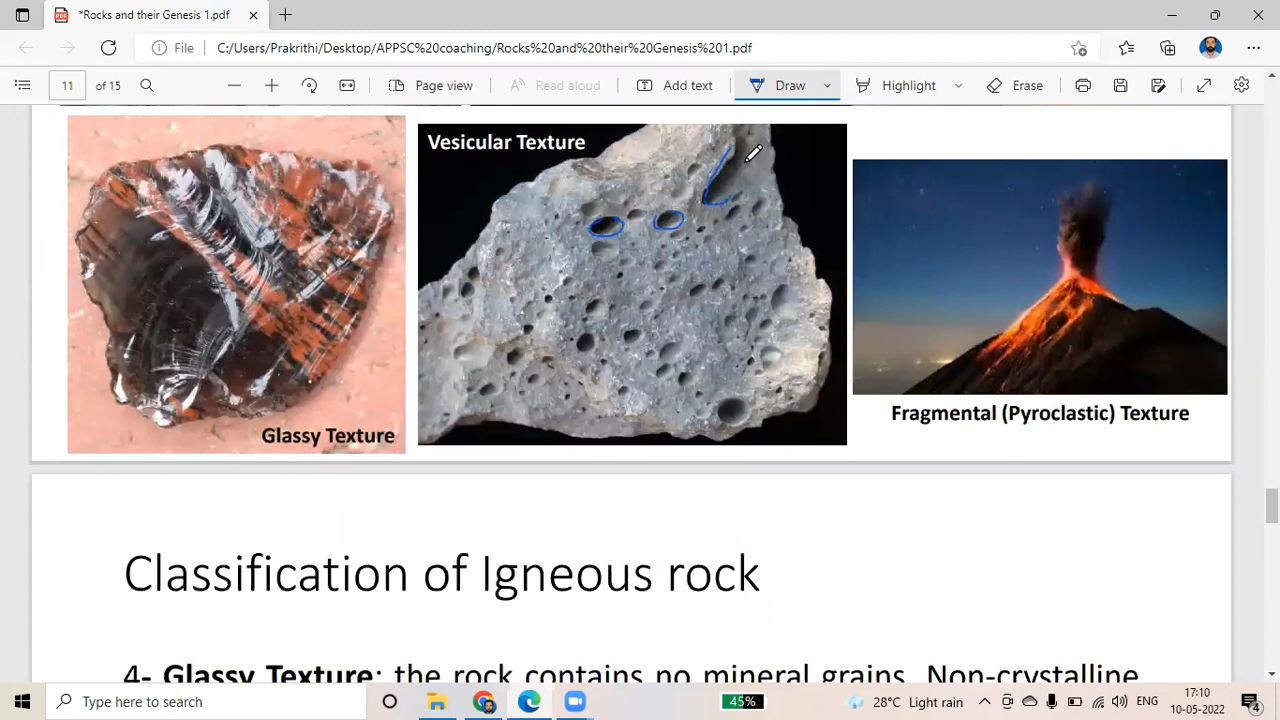 *Rocks and their Genesis 1.pdf
File
C:/Users/Prakrithi/Desktop/APPSC%20coaching/Rocks%20and%20their%20Genesis%201.pdf
11 of 15
Page view
Read aloud
Add text
Draw
Highlight
Erase
Vesicular Texture
Glassy Texture
Fragmental (Pyroclastic) Texture
Classification of Igneous rock
4- Glassy Texture: the rock contains no mineral grains. Non-crystalline
Type here to search
45%
28°C Light rain
ENG
17:10
10-05-2022
4